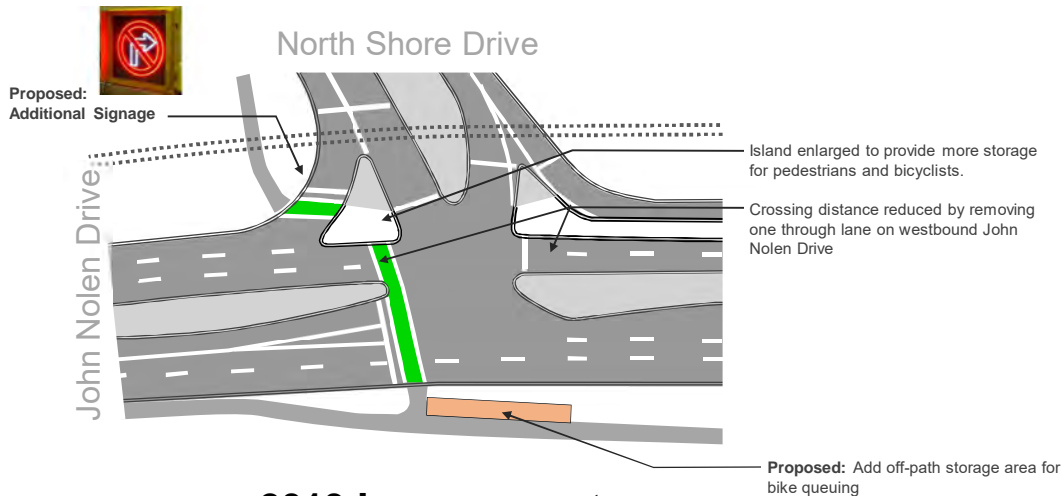 North Shore Drive
Proposed:
Additional Signage
John Nolen Drive
Island enlarged to provide more storage
for pedestrians and bicyclists.
Crossing distance reduced by removing
one through lane on westbound John
Nolen Drive
Proposed: Add off-path storage area for
bike queuing